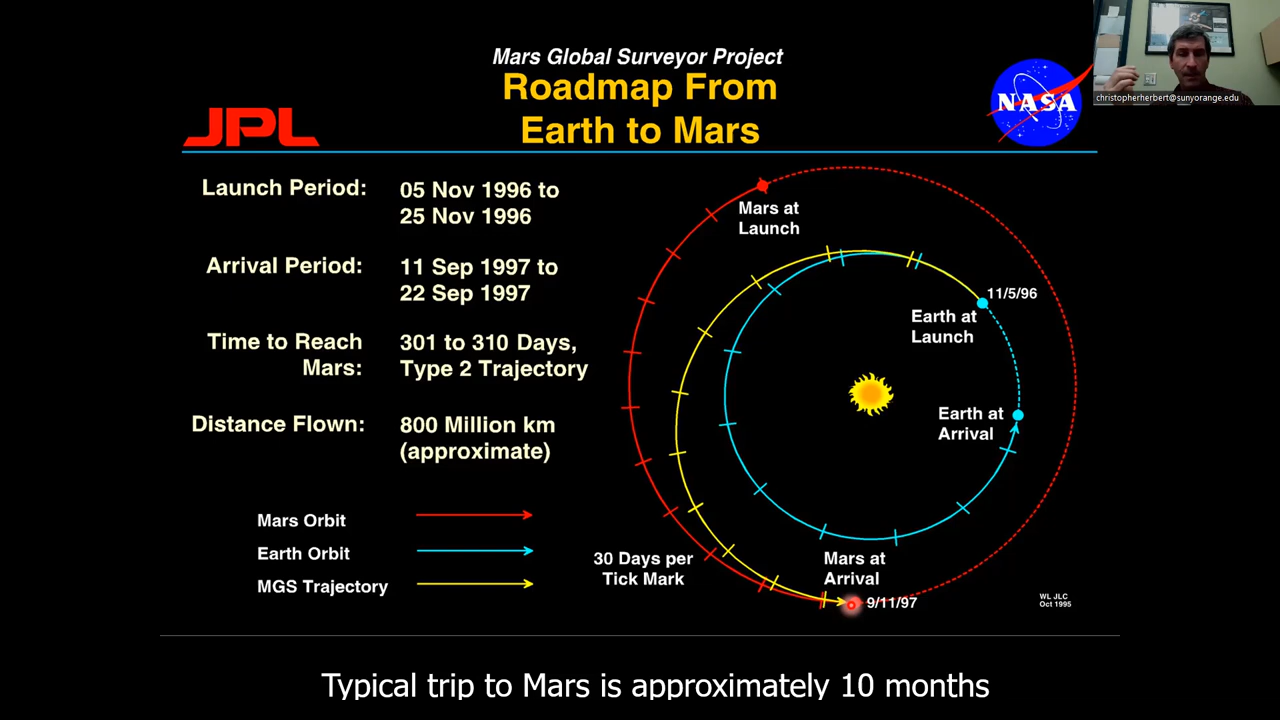 Mars Global Surveyor Project
Roadmap From
Earth to Mars
JPL
NASA
christopherherbert@sunyorange.edu
Launch Period:
05 Nov 1996 to
25 Nov 1996
Arrival Period:
11 Sep 1997 to
22 Sep 1997
Time to Reach
Mars:
301 to 310 Days,
Type 2 Trajectory
Distance Flown:
800 Million km
(approximate)
Mars Orbit
Earth Orbit
MGS Trajectory
Mars at
Launch
11/5/96
Earth at
Launch
Earth at
Arrival
30 Days per
Tick Mark
Mars at
Arrival
9/11/97
WL JLC
Oct 1995
Typical trip to Mars is approximately 10 months